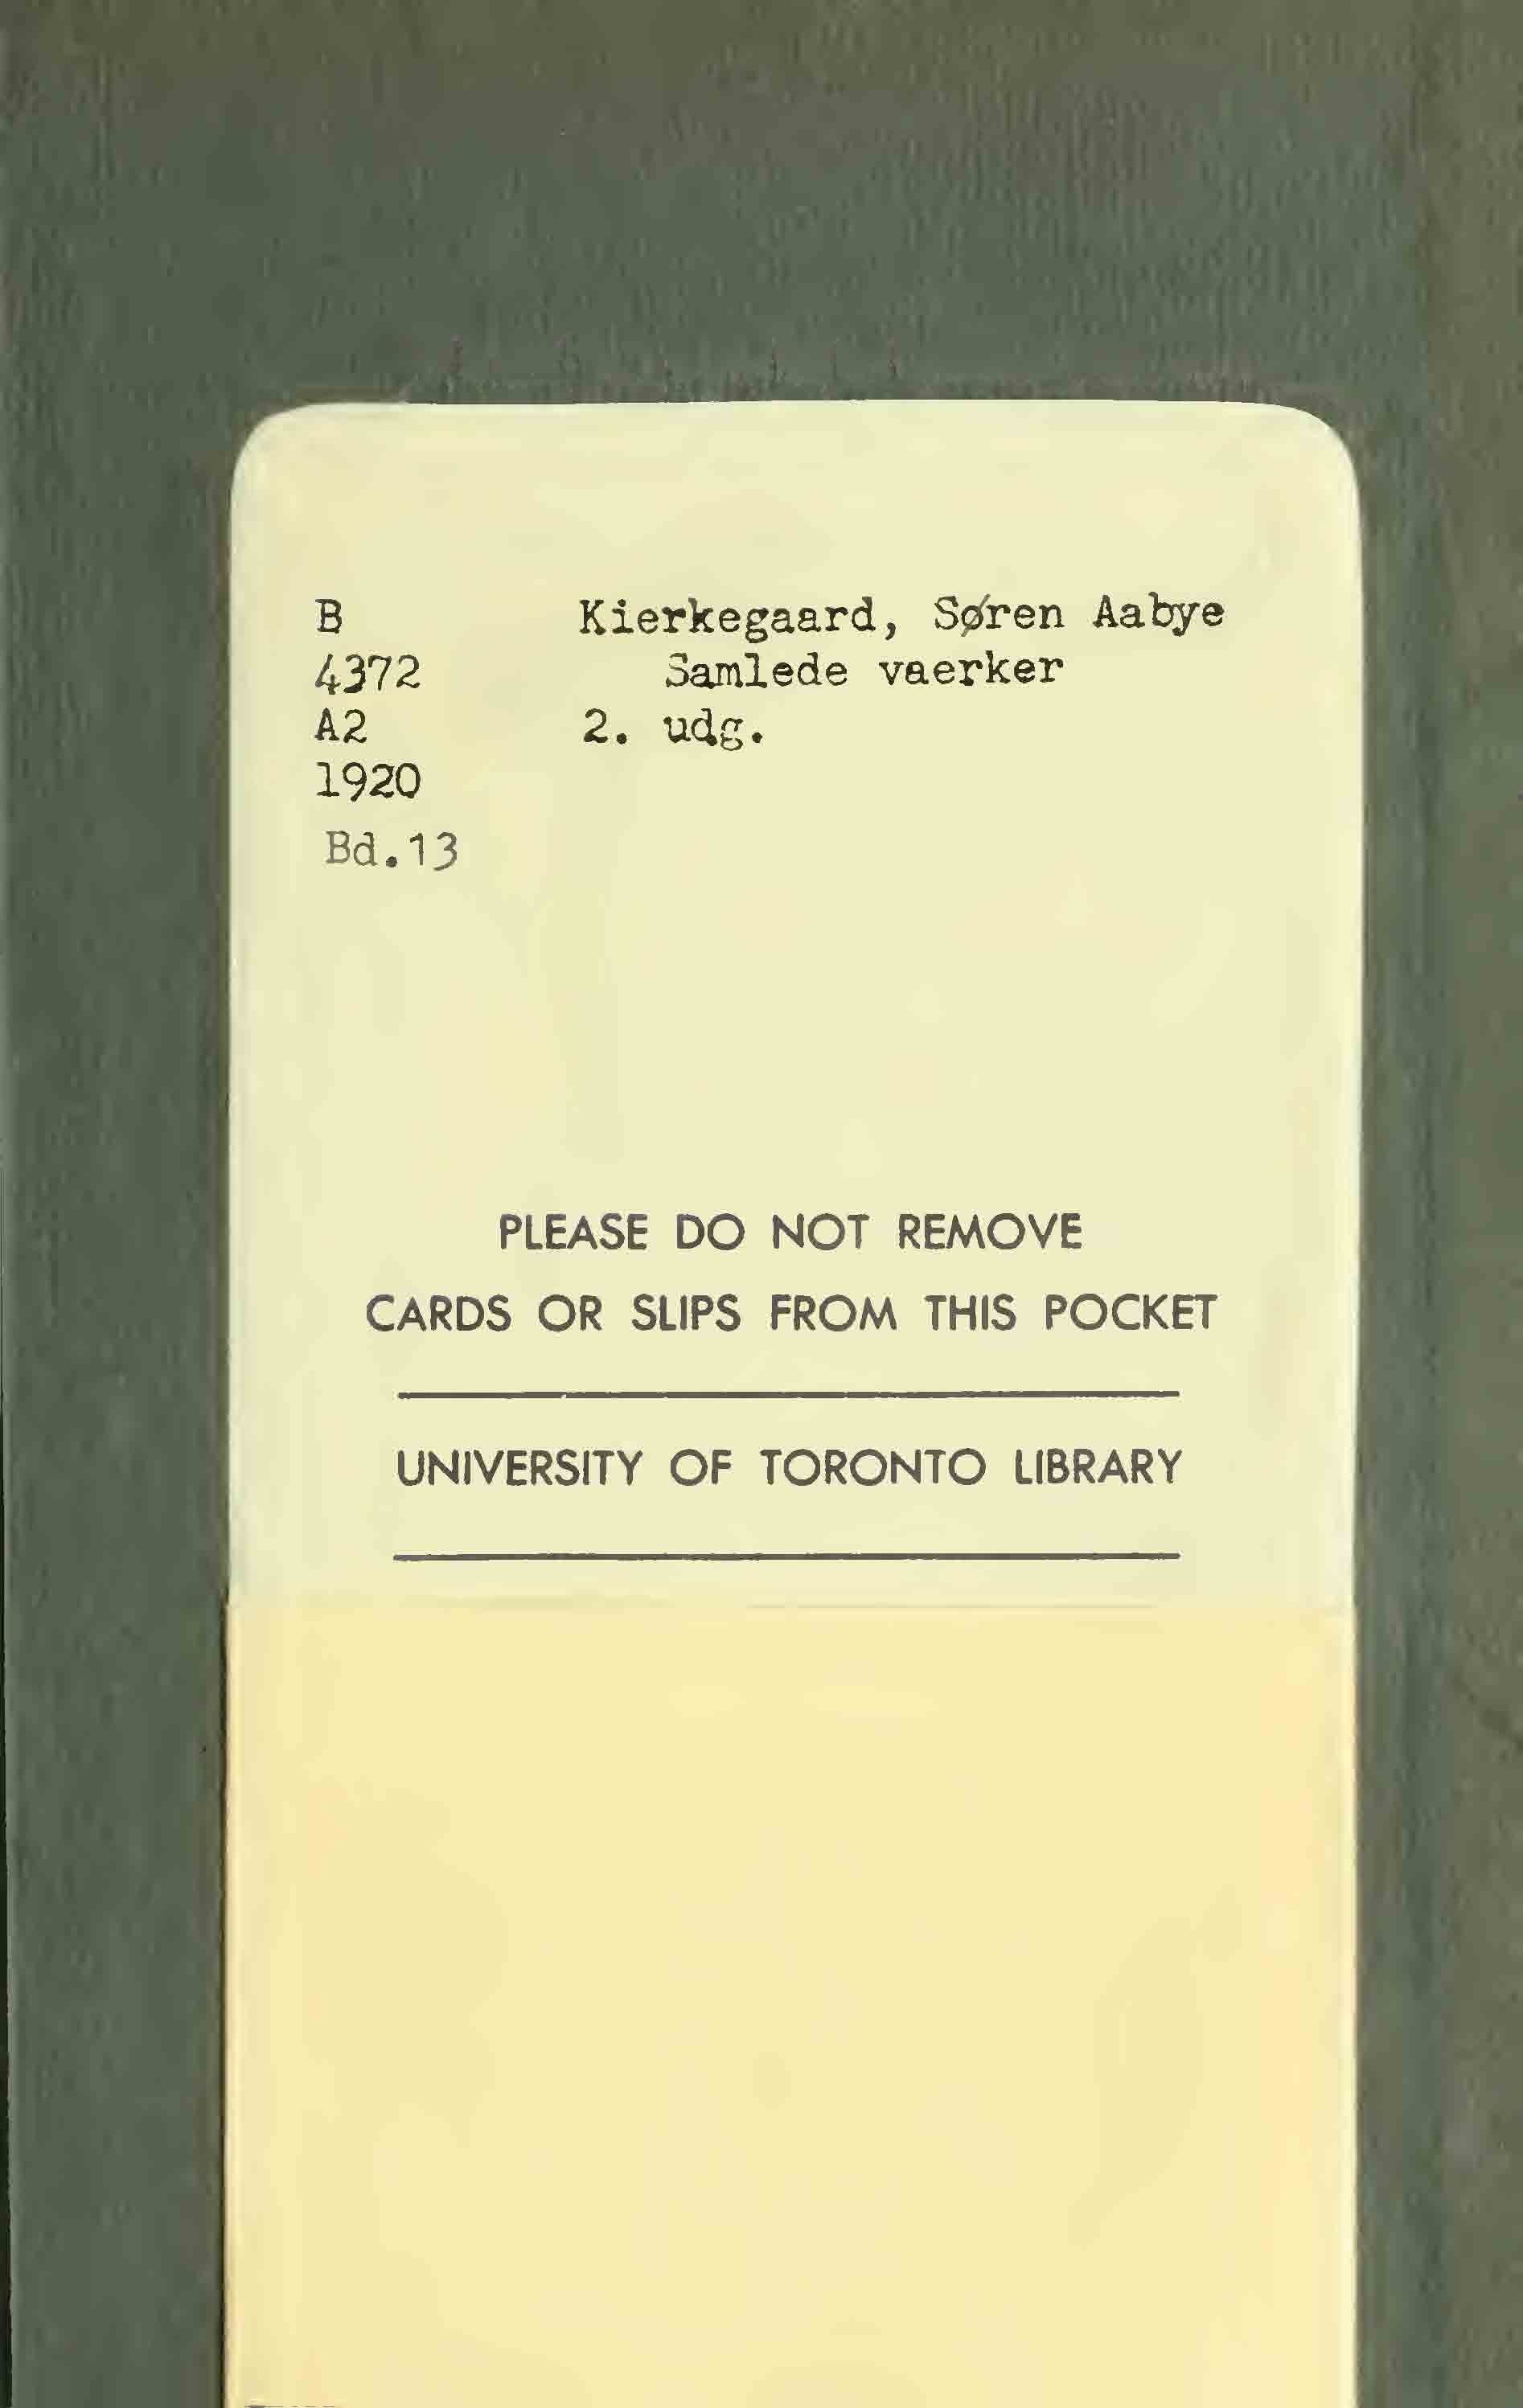 B Kierkegaard, Søren Aabye
4372 Samlede vaerker
A2 2. udg.
1920
Bd.13
PLEASE DO NOT REMOVE
CARDS OR SLIPS FROM THIS POCKET
UNIVERSITY OF TORONTO LIBRARY